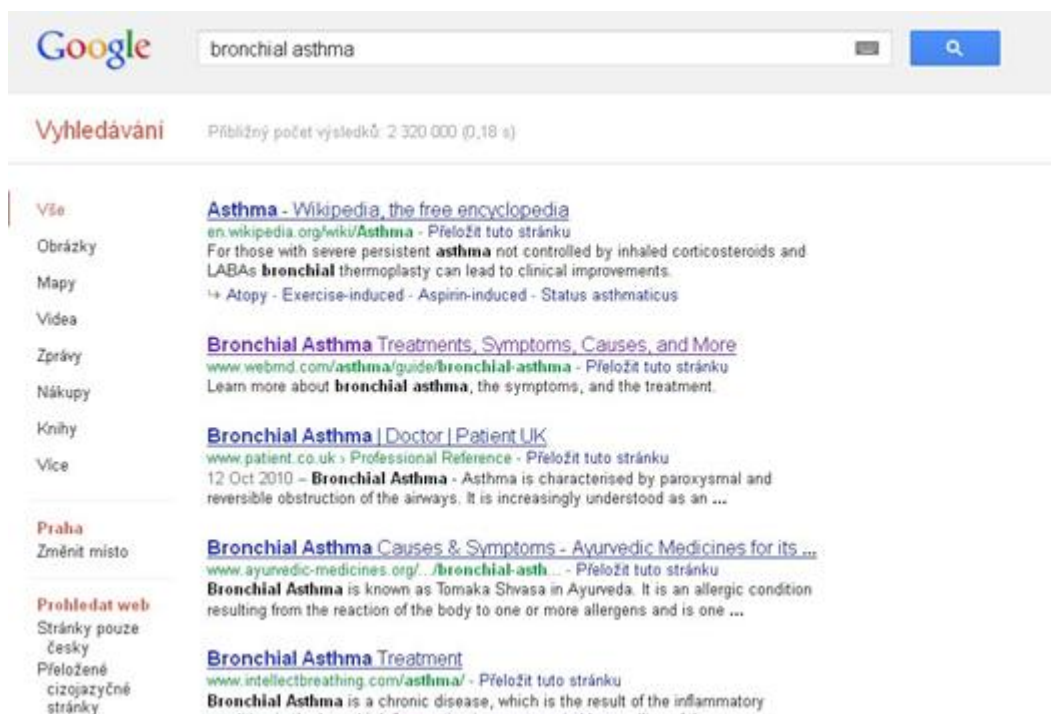 Google
bronchial asthma
Vyhledávání
Přibližný počet výsledků: 2 320 000 (0,18 s)
Vše
Obrázky
Mapy
Videa
Zprávy
Nákupy
Knihy
Více
Praha
Změnit místo
Prohledat web
Stránky pouze
česky
Přeložené
cizojazyčné
stránky
Asthma - Wikipedia, the free encyclopedia
en.wikipedia.org/wiki/Asthma - Přeložit tuto stránku
For those with severe persistent asthma not controlled by inhaled corticosteroids and
LABAs bronchial thermoplasty can lead to clinical improvements.
↳ Atopy - Exercise-induced - Aspirin-induced - Status asthmaticus
Bronchial Asthma Treatments, Symptoms, Causes, and More
www.webmd.com/asthma/guide/bronchial-asthma - Přeložit tuto stránku
Learn more about bronchial asthma, the symptoms, and the treatment.
Bronchial Asthma | Doctor | Patient UK
www.patient.co.uk › Professional Reference - Přeložit tuto stránku
12 Oct 2010 – Bronchial Asthma - Asthma is characterised by paroxysmal and
reversible obstruction of the airways. It is increasingly understood as an ...
Bronchial Asthma Causes & Symptoms - Ayurvedic Medicines for its ...
www.ayurvedic-medicines.org/.../bronchial-asth... - Přeložit tuto stránku
Bronchial Asthma is known as Tomaka Shvasa in Ayurveda. It is an allergic condition
resulting from the reaction of the body to one or more allergens and is one ...
Bronchial Asthma Treatment
www.intellectbreathing.com/asthma/ - Přeložit tuto stránku
Bronchial Asthma is a chronic disease, which is the result of the inflammatory